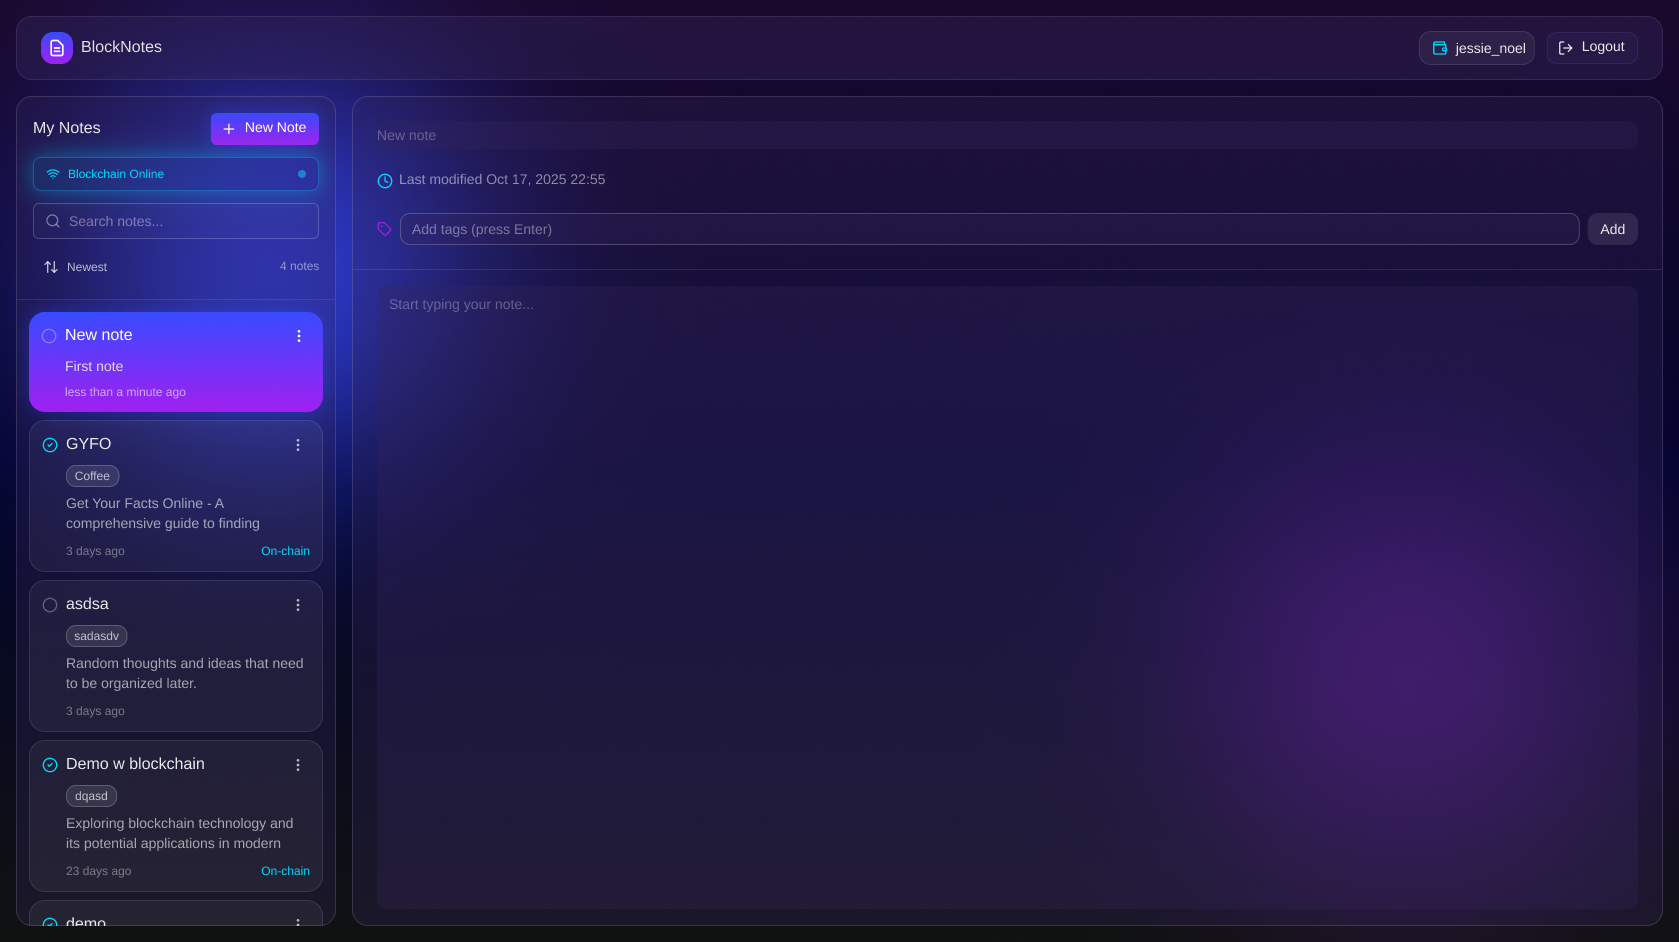 BlockNotes
jessie_noel
Logout
My Notes
New Note
Blockchain Online
Search notes...
Newest
4 notes
New note
First note
less than a minute ago
GYFO
Coffee
Get Your Facts Online - A
comprehensive guide to finding
3 days ago
On-chain
asdsa
sadasdv
Random thoughts and ideas that need
to be organized later.
3 days ago
Demo w blockchain
dqasd
Exploring blockchain technology and
its potential applications in modern
23 days ago
On-chain
demo
New note
Last modified Oct 17, 2025 22:55
Add tags (press Enter)
Add
Start typing your note...